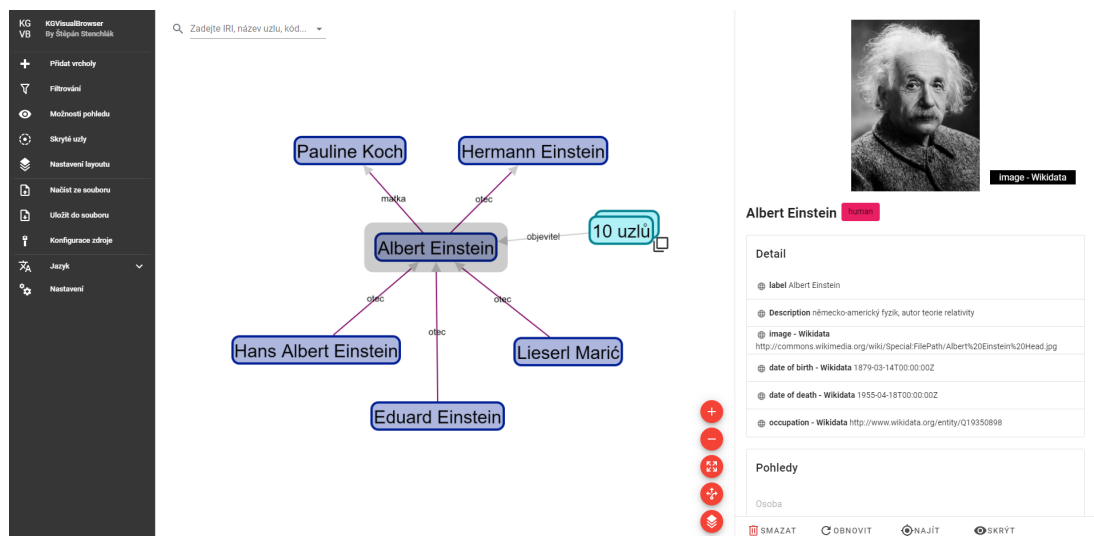 KG
VB
KGVisualBrowser
By Štěpán Stenchlák
Přidat vrcholy
Filtrování
Možnosti pohledu
Skryté uzly
Nastavení layoutu
Načíst ze souboru
Uložit do souboru
Konfigurace zdroje
Jazyk
Nastavení
Zadejte IRI, název uzlu, kód...
Pauline Koch
Hermann Einstein
matka
otec
10 uzlů
objevitel
Albert Einstein
otec
otec
otec
Hans Albert Einstein
Lieserl Marić
Eduard Einstein
image - Wikidata
Albert Einstein human
Detail
label Albert Einstein
Description německo-americký fyzik, autor teorie relativity
image - Wikidata
http://commons.wikimedia.org/wiki/Special:FilePath/Albert%20Einstein%20Head.jpg
date of birth - Wikidata 1879-03-14T00:00:00Z
date of death - Wikidata 1955-04-18T00:00:00Z
occupation - Wikidata http://www.wikidata.org/entity/Q19350898
Pohledy
Osoba
SMAZAT OBNOVIT NAJÍT SKRÝT